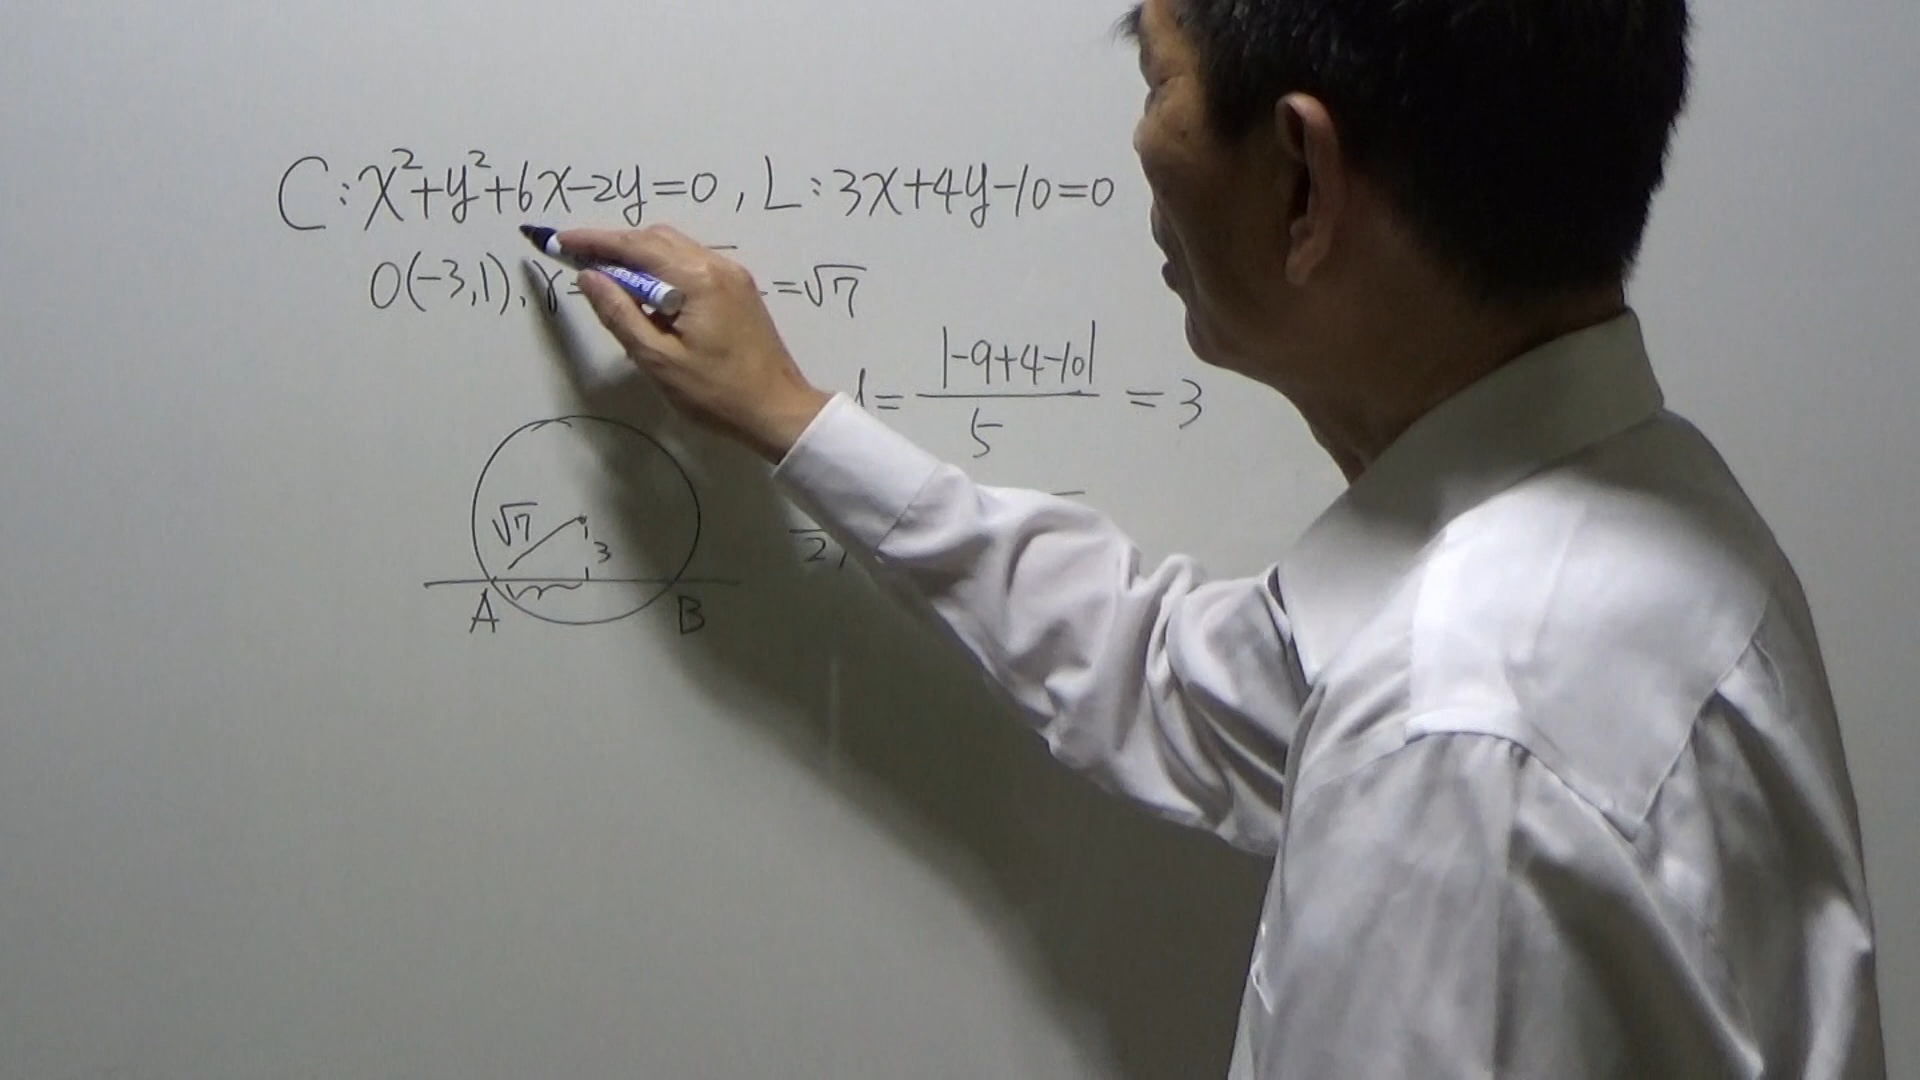 C: x²+y²+6x-2y=0, L: 3x+4y-10=0
O(-3,1), r= =√7
d= |-9+4-10| / 5 = 3
√7
3
2
A B